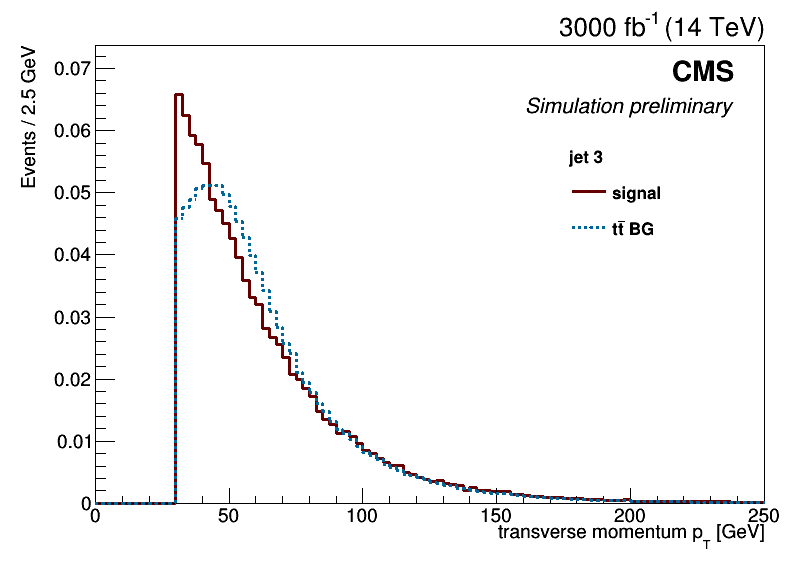 3000 fb⁻¹ (14 TeV)
Events / 2.5 GeV
0.07
0.06
0.05
0.04
0.03
0.02
0.01
0
CMS
Simulation preliminary
jet 3
signal
tt̄ BG
0 50 100 150 200 250
transverse momentum p_T [GeV]